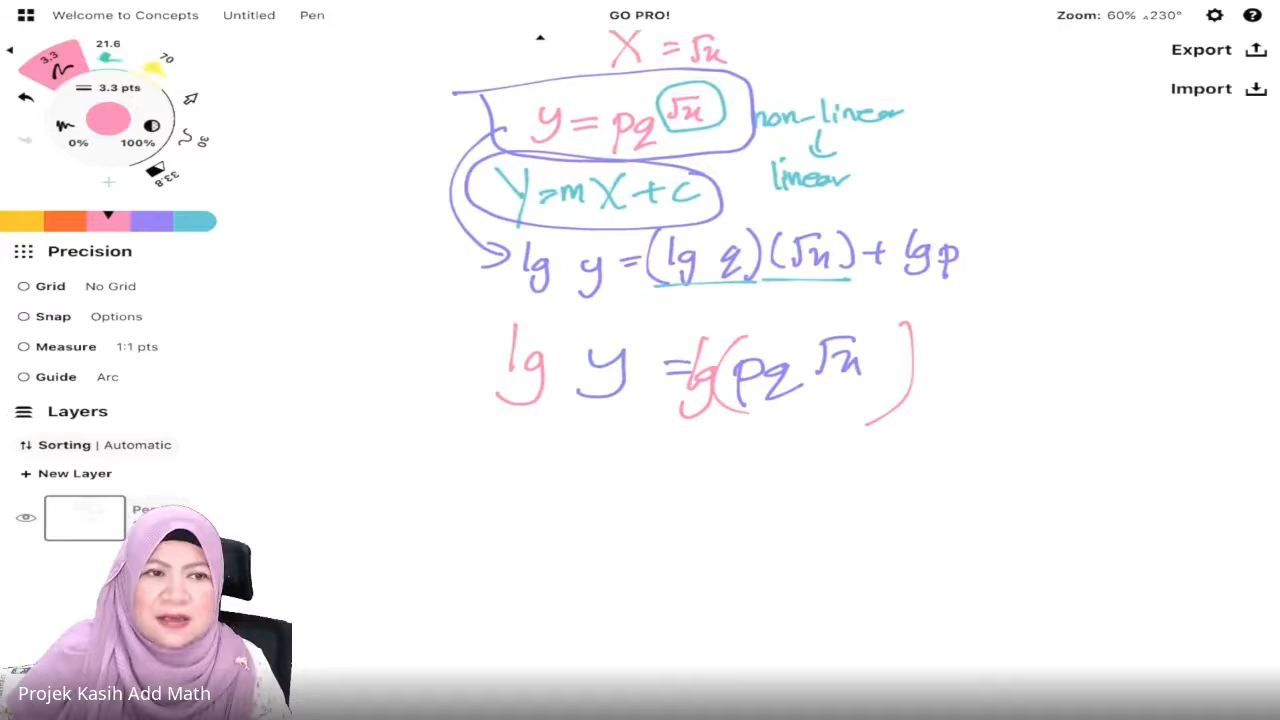 Welcome to Concepts Untitled Pen GO PRO! Zoom: 60% 230°
Export
Import
3.3
21.6
70
3.3 pts
0% 100%
30
33.8
Precision
Grid No Grid
Snap Options
Measure 1:1 pts
Guide Arc
Layers
Sorting | Automatic
+ New Layer
Pe
X = √x
y = pq^√x non-linear
↓
linear
Y = mX + c
lg y = (lg q)(√x) + lg p
lg y = lg(pq^√x)
Projek Kasih Add Math